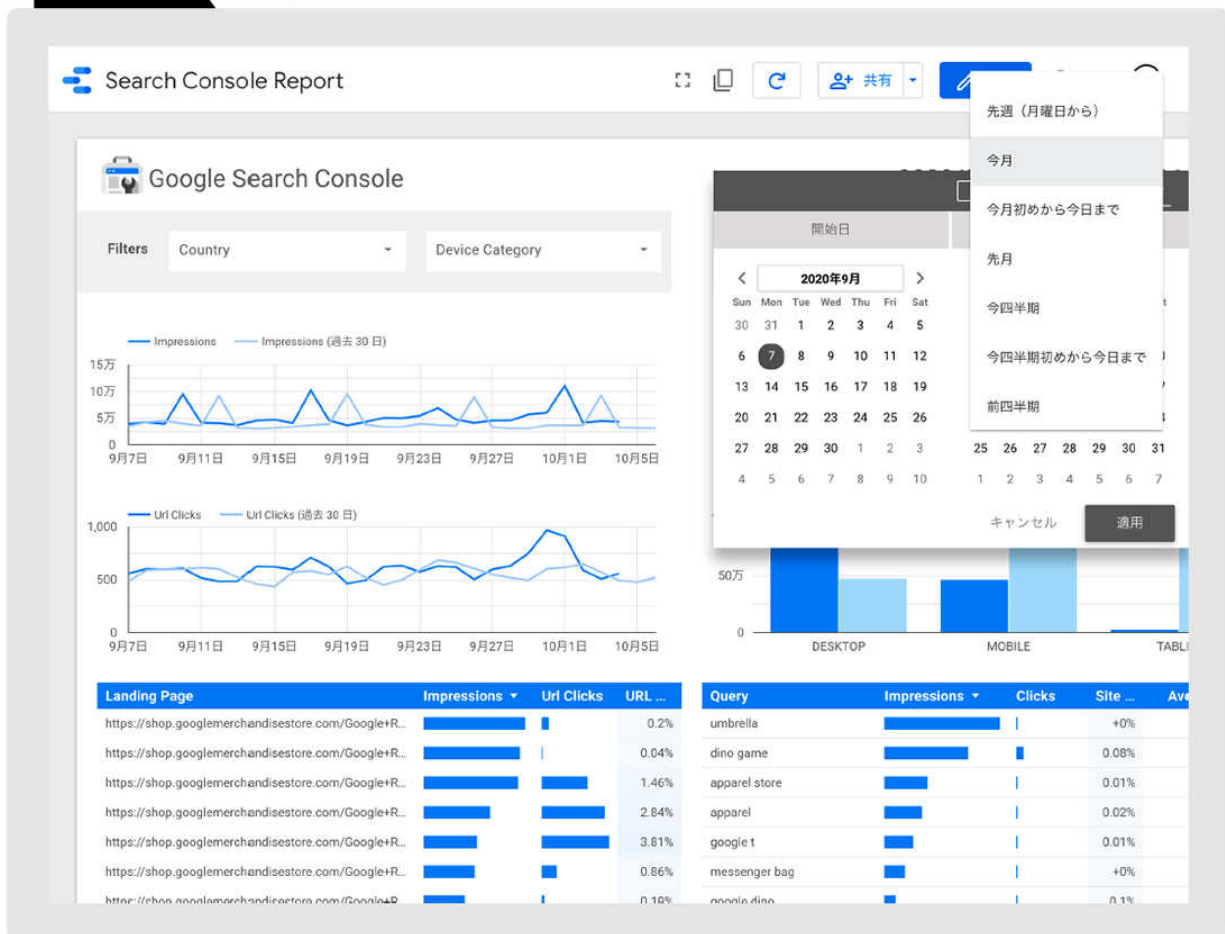 Search Console Report
共有
Google Search Console
Filters
Country
Device Category
Impressions
Impressions (過去 30 日)
15万
10万
5万
0
9月7日 9月11日 9月15日 9月19日 9月23日 9月27日 10月1日 10月5日
Url Clicks
Url Clicks (過去 30 日)
1,000
500
0
9月7日 9月11日 9月15日 9月19日 9月23日 9月27日 10月1日 10月5日
先週（月曜日から）
今月
今月初めから今日まで
先月
今四半期
今四半期初めから今日まで
前四半期
開始日
2020年9月
Sun Mon Tue Wed Thu Fri Sat
30 31 1 2 3 4 5
6 7 8 9 10 11 12
13 14 15 16 17 18 19
20 21 22 23 24 25 26
27 28 29 30 1 2 3
4 5 6 7 8 9 10
25 26 27 28 29 30 31
1 2 3 4 5 6 7
キャンセル
適用
50万
0
DESKTOP MOBILE TABL
Landing Page Impressions Url Clicks URL ...
https://shop.googlemerchandisestore.com/Google+R... 0.2%
https://shop.googlemerchandisestore.com/Google+R... 0.04%
https://shop.googlemerchandisestore.com/Google+R... 1.46%
https://shop.googlemerchandisestore.com/Google+R... 2.84%
https://shop.googlemerchandisestore.com/Google+R... 3.81%
https://shop.googlemerchandisestore.com/Google+R... 0.86%
https://shop.googlemerchandisestore.com/Google+R... 0.19%
Query Impressions Clicks Site ... Ave
umbrella +0%
dino game 0.08%
apparel store 0.01%
apparel 0.02%
google t 0.01%
messenger bag +0%
google dino 0.1%